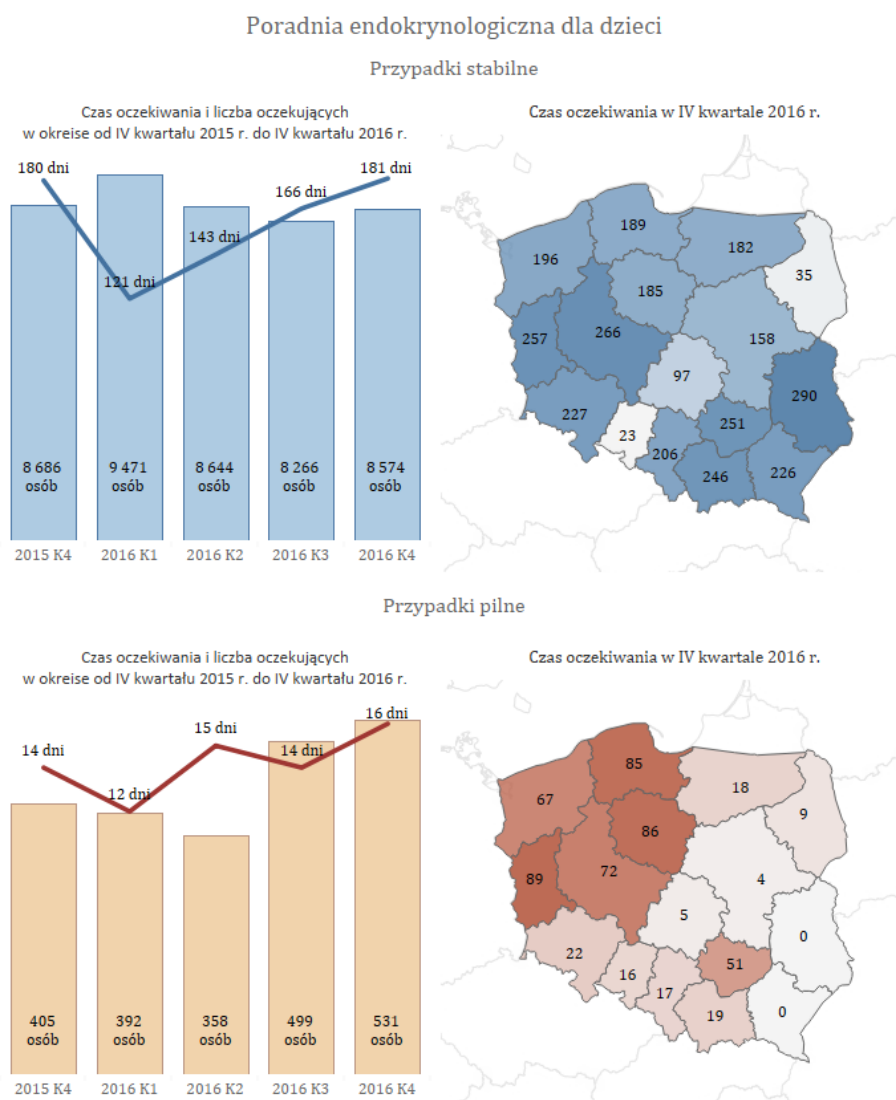 Poradnia endokrynologiczna dla dzieci
Przypadki stabilne
Czas oczekiwania i liczba oczekujących
w okreise od IV kwartału 2015 r. do IV kwartału 2016 r.
180 dni
121 dni
143 dni
166 dni
181 dni
8 686
osób
9 471
osób
8 644
osób
8 266
osób
8 574
osób
2015 K4
2016 K1
2016 K2
2016 K3
2016 K4
Czas oczekiwania w IV kwartale 2016 r.
189
196
182
35
185
266
257
158
97
290
227
23
251
206
246
226
Przypadki pilne
Czas oczekiwania i liczba oczekujących
w okreise od IV kwartału 2015 r. do IV kwartału 2016 r.
14 dni
12 dni
15 dni
14 dni
16 dni
405
osób
392
osób
358
osób
499
osób
531
osób
2015 K4
2016 K1
2016 K2
2016 K3
2016 K4
Czas oczekiwania w IV kwartale 2016 r.
85
67
18
9
86
72
89
4
5
0
22
16
51
17
19
0